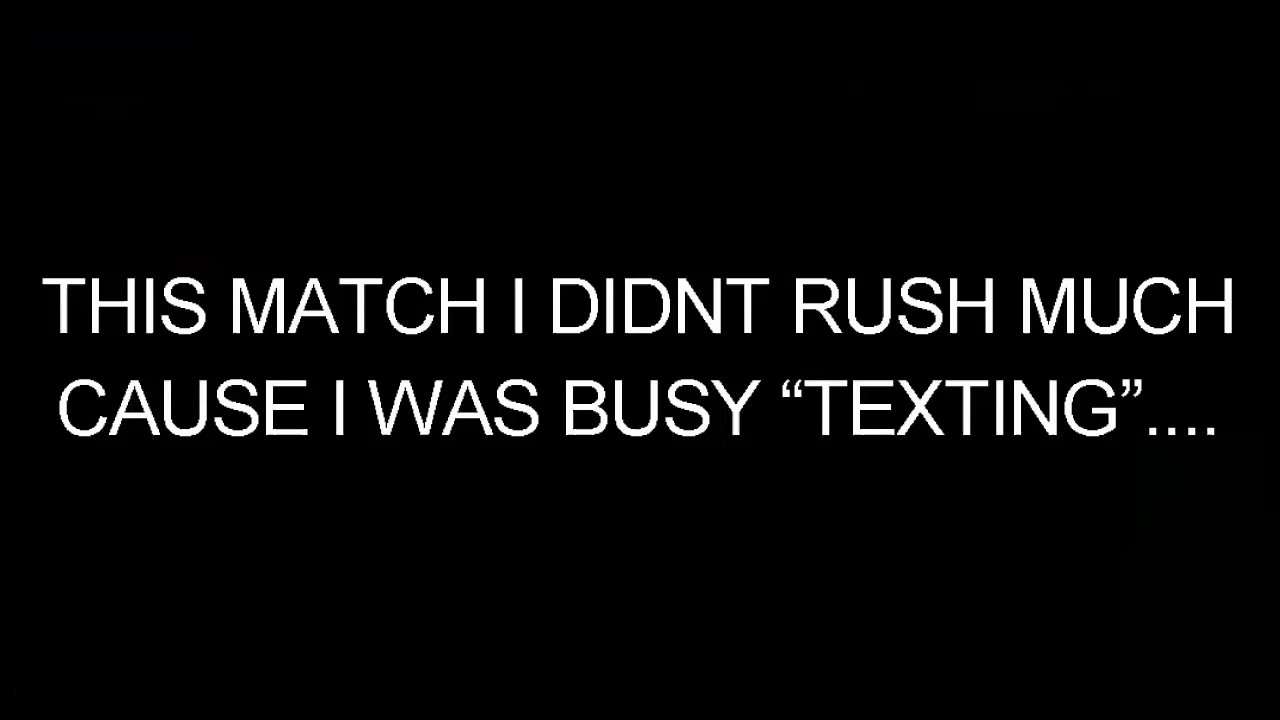 THIS MATCH I DIDNT RUSH MUCH
CAUSE I WAS BUSY “TEXTING”....